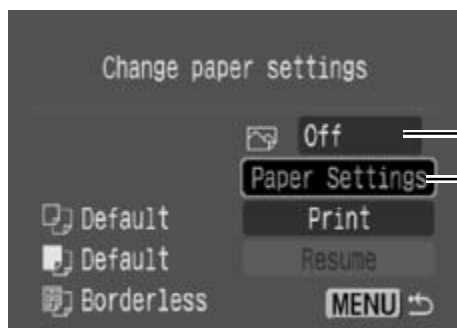 Change paper settings
Off
Paper Settings
Default Print
Default Resume
Borderless MENU